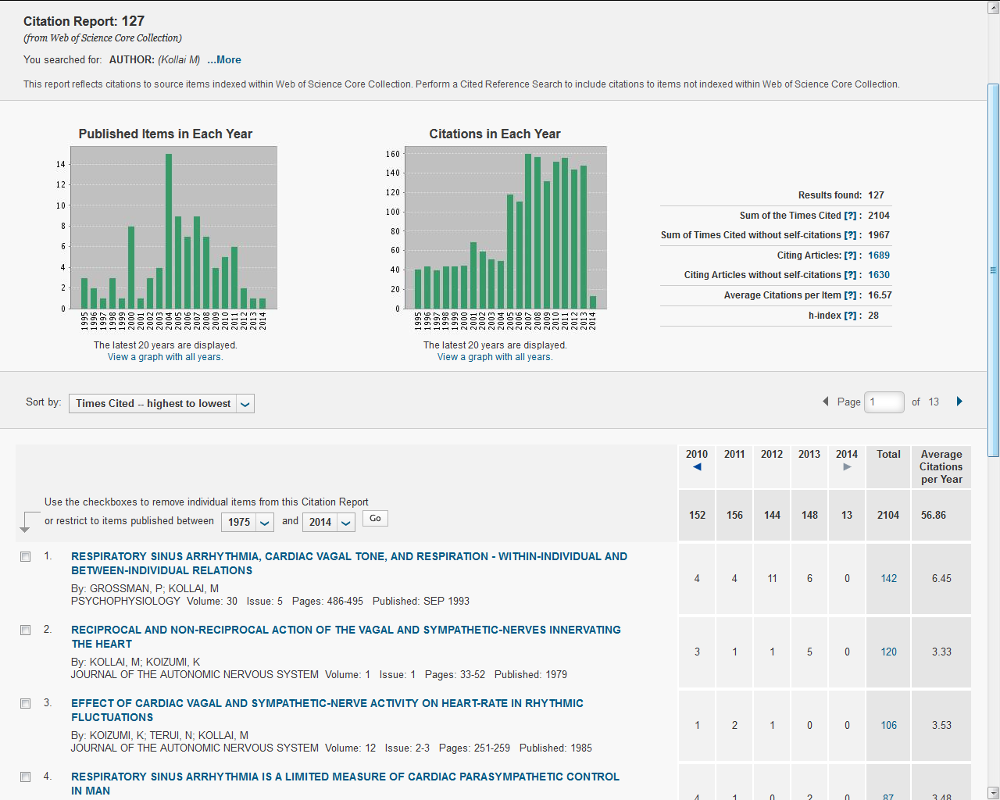 Citation Report: 127
(from Web of Science Core Collection)
You searched for: AUTHOR: (Kollai M) ...More
This report reflects citations to source items indexed within Web of Science Core Collection. Perform a Cited Reference Search to include citations to items not indexed within Web of Science Core Collection.
Published Items in Each Year
14
12
10
8
6
4
2
0
1995 1996 1997 1998 1999 2000 2001 2002 2003 2004 2005 2006 2007 2008 2009 2010 2011 2012 2013 2014
The latest 20 years are displayed.
View a graph with all years.
Citations in Each Year
160
140
120
100
80
60
40
20
0
1995 1996 1997 1998 1999 2000 2001 2002 2003 2004 2005 2006 2007 2008 2009 2010 2011 2012 2013 2014
The latest 20 years are displayed.
View a graph with all years.
Results found: 127
Sum of the Times Cited [?] : 2104
Sum of Times Cited without self-citations [?] : 1967
Citing Articles: [?] : 1689
Citing Articles without self-citations [?] : 1630
Average Citations per Item [?] : 16.57
h-index [?] : 28
Sort by: Times Cited -- highest to lowest
Page 1 of 13
2010 2011 2012 2013 2014 Total Average
Citations
per Year
Use the checkboxes to remove individual items from this Citation Report
or restrict to items published between 1975 and 2014 Go
152 156 144 148 13 2104 56.86
1. RESPIRATORY SINUS ARRHYTHMIA, CARDIAC VAGAL TONE, AND RESPIRATION - WITHIN-INDIVIDUAL AND
BETWEEN-INDIVIDUAL RELATIONS
By: GROSSMAN, P; KOLLAI, M
PSYCHOPHYSIOLOGY Volume: 30 Issue: 5 Pages: 486-495 Published: SEP 1993
4 4 11 6 0 142 6.45
2. RECIPROCAL AND NON-RECIPROCAL ACTION OF THE VAGAL AND SYMPATHETIC-NERVES INNERVATING
THE HEART
By: KOLLAI, M; KOIZUMI, K
JOURNAL OF THE AUTONOMIC NERVOUS SYSTEM Volume: 1 Issue: 1 Pages: 33-52 Published: 1979
3 1 1 5 0 120 3.33
3. EFFECT OF CARDIAC VAGAL AND SYMPATHETIC-NERVE ACTIVITY ON HEART-RATE IN RHYTHMIC
FLUCTUATIONS
By: KOIZUMI, K; TERUI, N; KOLLAI, M
JOURNAL OF THE AUTONOMIC NERVOUS SYSTEM Volume: 12 Issue: 2-3 Pages: 251-259 Published: 1985
1 2 1 0 0 106 3.53
4. RESPIRATORY SINUS ARRHYTHMIA IS A LIMITED MEASURE OF CARDIAC PARASYMPATHETIC CONTROL
IN MAN
4 1 0 2 0 87 3.48